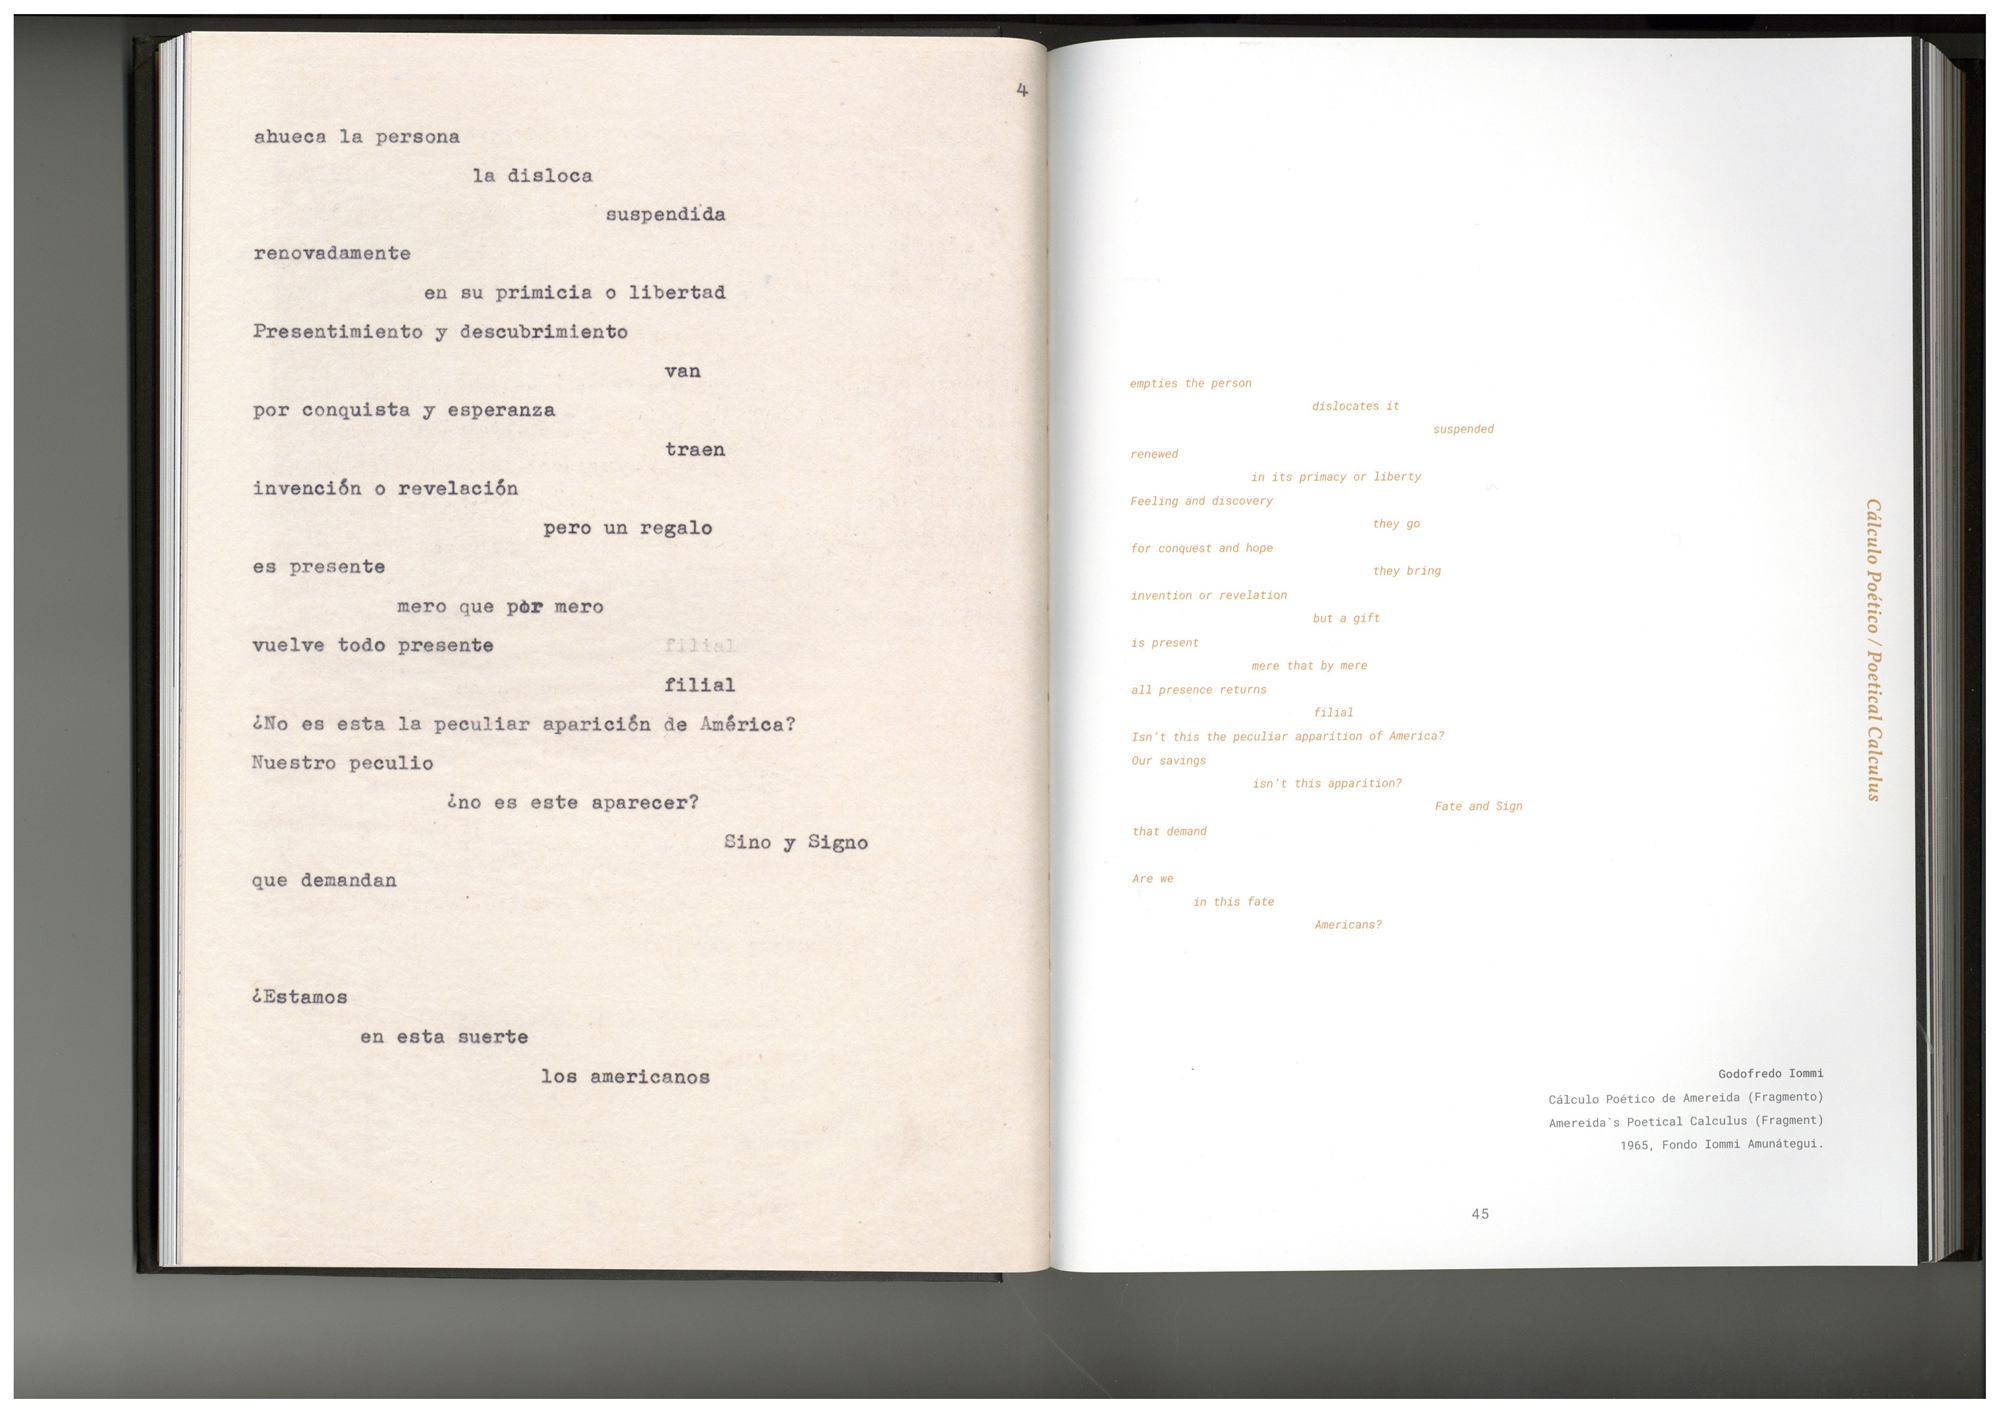 4
ahueca la persona
la disloca
suspendida
renovadamente
en su primicia o libertad
Presentimiento y descubrimiento
van
por conquista y esperanza
traen
invención o revelación
pero un regalo
es presente
mero que pòr mero
vuelve todo presente filial
filial
¿No es esta la peculiar aparición de América?
Nuestro peculio
¿no es este aparecer?
Sino y Signo
que demandan
¿Estamos
en esta suerte
los americanos
empties the person
dislocates it
suspended
renewed
in its primacy or liberty
Feeling and discovery
they go
for conquest and hope
they bring
invention or revelation
but a gift
is present
mere that by mere
all presence returns
filial
Isn't this the peculiar apparition of America?
Our savings
isn't this apparition?
Fate and Sign
that demand
Are we
in this fate
Americans?
Cálculo Poético / Poetical Calculus
Godofredo Iommi
Cálculo Poético de Amereida (Fragmento)
Amereida`s Poetical Calculus (Fragment)
1965, Fondo Iommi Amunátegui.
45